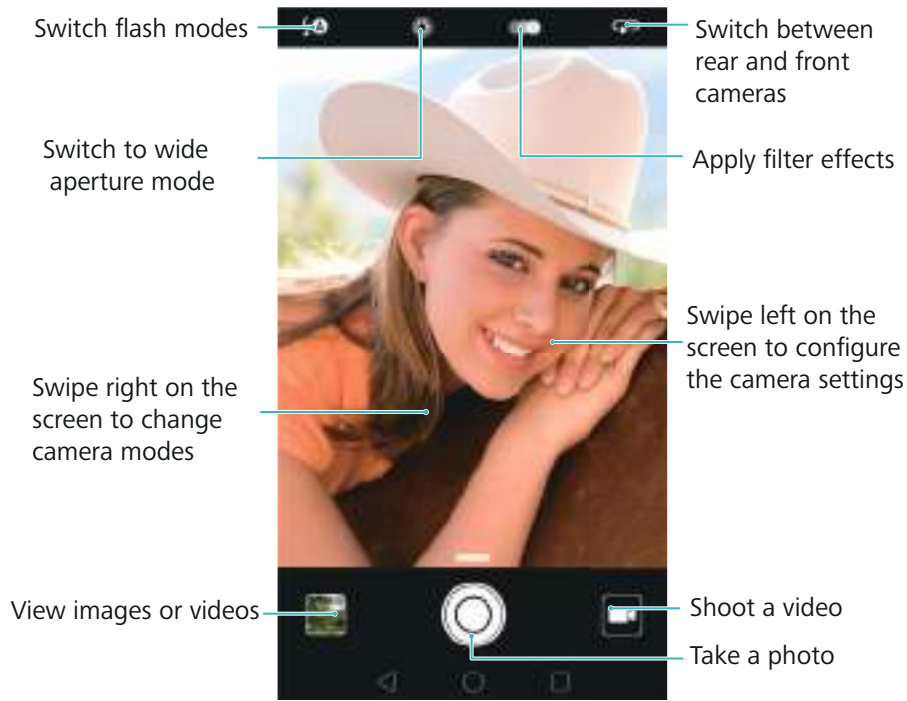 Switch flash modes
Switch between
rear and front
cameras
Switch to wide
aperture mode
Apply filter effects
Swipe left on the
screen to configure
the camera settings
Swipe right on the
screen to change
camera modes
View images or videos
Shoot a video
Take a photo